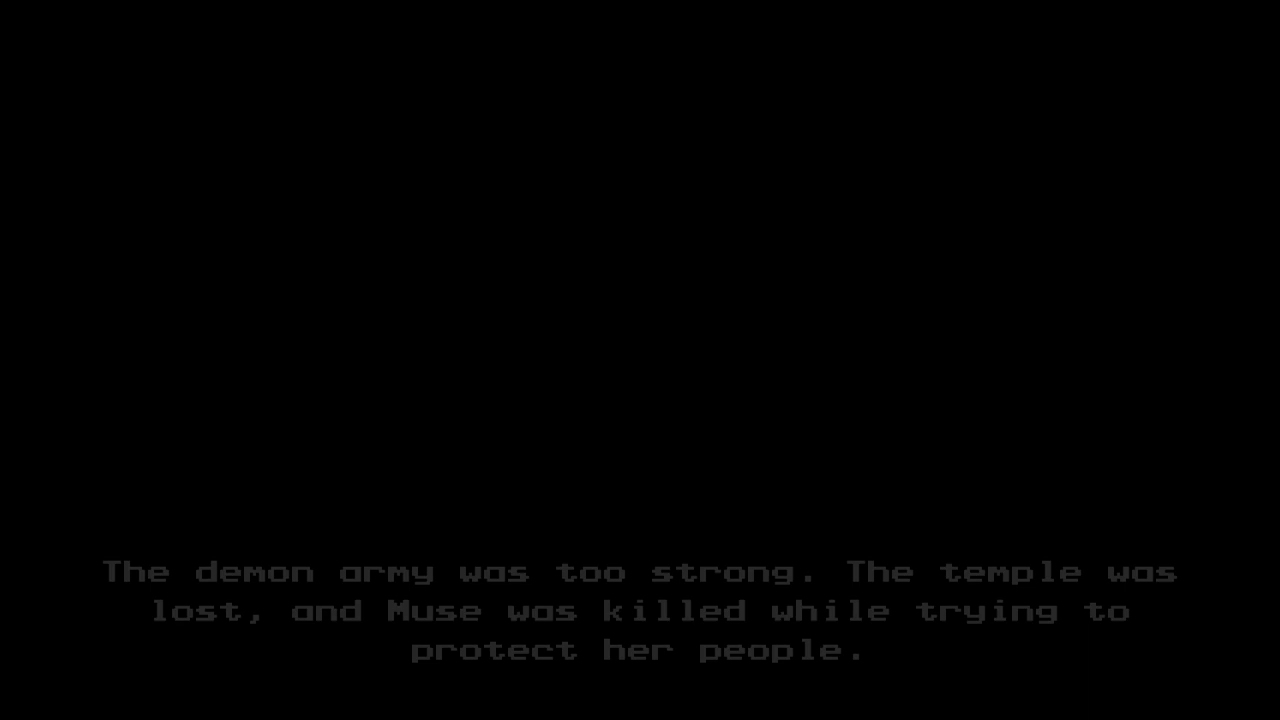 The demon army was too strong. The temple was
lost, and Muse was killed while trying to
protect her people.